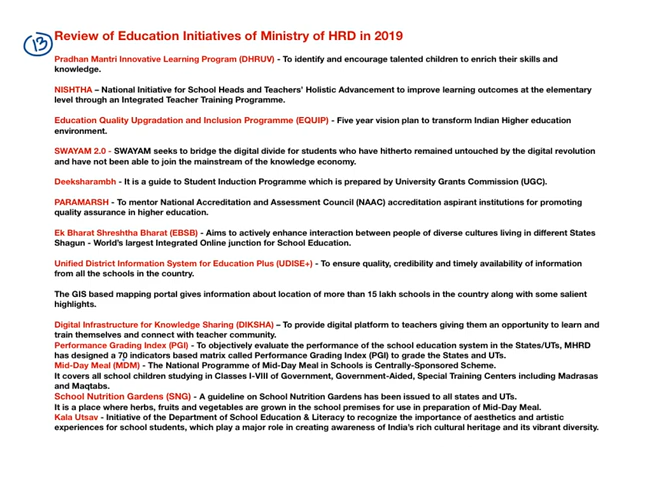 13
Review of Education Initiatives of Ministry of HRD in 2019
Pradhan Mantri Innovative Learning Program (DHRUV) - To identify and encourage talented children to enrich their skills and
knowledge.
NISHTHA – National Initiative for School Heads and Teachers' Holistic Advancement to improve learning outcomes at the elementary
level through an Integrated Teacher Training Programme.
Education Quality Upgradation and Inclusion Programme (EQUIP) - Five year vision plan to transform Indian Higher education
environment.
SWAYAM 2.0 - SWAYAM seeks to bridge the digital divide for students who have hitherto remained untouched by the digital revolution
and have not been able to join the mainstream of the knowledge economy.
Deeksharambh - It is a guide to Student Induction Programme which is prepared by University Grants Commission (UGC).
PARAMARSH - To mentor National Accreditation and Assessment Council (NAAC) accreditation aspirant institutions for promoting
quality assurance in higher education.
Ek Bharat Shreshtha Bharat (EBSB) - Aims to actively enhance interaction between people of diverse cultures living in different States
Shagun - World's largest Integrated Online junction for School Education.
Unified District Information System for Education Plus (UDISE+) - To ensure quality, credibility and timely availability of information
from all the schools in the country.
The GIS based mapping portal gives information about location of more than 15 lakh schools in the country along with some salient
highlights.
Digital Infrastructure for Knowledge Sharing (DIKSHA) – To provide digital platform to teachers giving them an opportunity to learn and
train themselves and connect with teacher community.
Performance Grading Index (PGI) - To objectively evaluate the performance of the school education system in the States/UTs, MHRD
has designed a 70 indicators based matrix called Performance Grading Index (PGI) to grade the States and UTs.
Mid-Day Meal (MDM) - The National Programme of Mid-Day Meal in Schools is Centrally-Sponsored Scheme.
It covers all school children studying in Classes I-VIII of Government, Government-Aided, Special Training Centers including Madrasas
and Maqtabs.
School Nutrition Gardens (SNG) - A guideline on School Nutrition Gardens has been issued to all states and UTs.
It is a place where herbs, fruits and vegetables are grown in the school premises for use in preparation of Mid-Day Meal.
Kala Utsav - Initiative of the Department of School Education & Literacy to recognize the importance of aesthetics and artistic
experiences for school students, which play a major role in creating awareness of India's rich cultural heritage and its vibrant diversity.